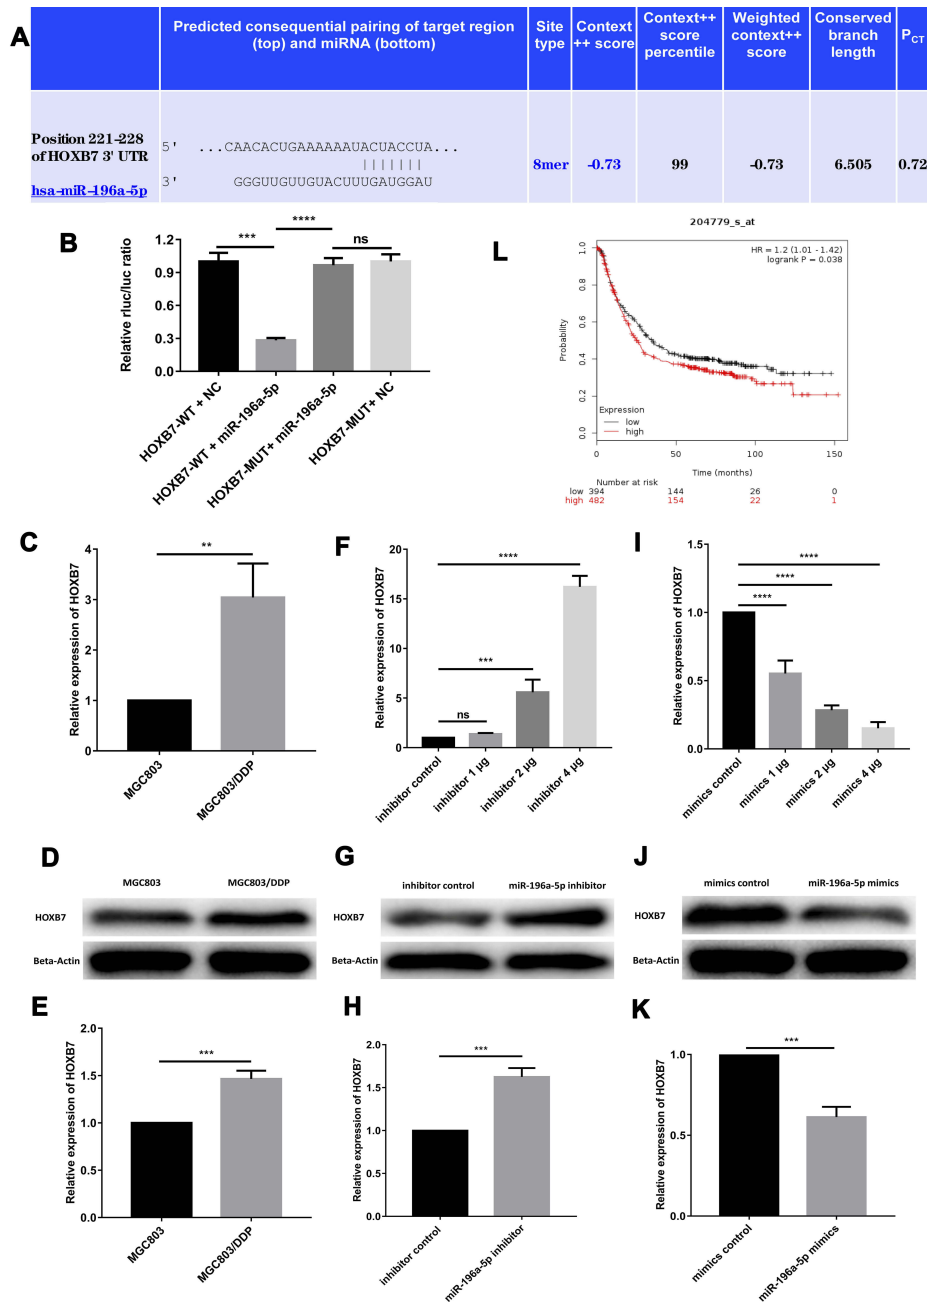 A
Predicted consequential pairing of target region
(top) and miRNA (bottom)
Site
type
Context
++ score
Context++
score
percentile
Weighted
context++
score
Conserved
branch
length
PCT
Position 221-228
of HOXB7 3' UTR
hsa-miR-196a-5p
5' ...CAACACUGAAAAAAUACUACCUA...
3' GGGUUGUUGUACUUUGAUGGAU
8mer
-0.73
99
-0.73
6.505
0.72
B
Relative rluc/luc ratio
1.2
0.9
0.3
0.0
***
****
ns
HOXB7-WT + NC
HOXB7-WT + miR-196a-5p
HOXB7-MUT+ miR-196a-5p
HOXB7-MUT+ NC
L
204779_s_at
HR = 1.2 (1.01 - 1.42)
logrank P = 0.038
Probability
1.0
0.8
0.6
0.4
0.2
0.0
Expression
low
high
0 50 100 150
Time (months)
Number at risk
low 394 144 26 0
high 482 154 22 1
C
Relative expression of HOXB7
4
3
2
1
0
**
MGC803
MGC803/DDP
F
Relative expression of HOXB7
20
15
10
5
0
ns
***
****
inhibitor control
inhibitor 1 μg
inhibitor 2 μg
inhibitor 4 μg
I
Relative expression of HOXB7
1.5
1.0
0.5
0.0
****
****
****
mimics control
mimics 1 μg
mimics 2 μg
mimics 4 μg
D
MGC803 MGC803/DDP
HOXB7
Beta-Actin
G
inhibitor control miR-196a-5p inhibitor
HOXB7
Beta-Actin
J
mimics control miR-196a-5p mimics
HOXB7
Beta-Actin
E
Relative expression of HOXB7
2.0
1.5
1.0
0.5
0.0
***
MGC803
MGC803/DDP
H
Relative expression of HOXB7
2.0
1.5
1.0
0.5
0.0
***
inhibitor control
miR-196a-5p inhibitor
K
Relative expression of HOXB7
1.0
0.5
0.0
***
mimics control
miR-196a-5p mimics